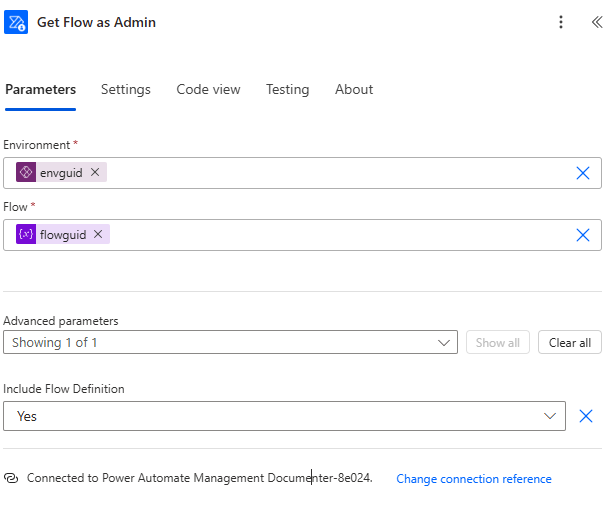 Get Flow as Admin
Parameters Settings Code view Testing About
Environment *
envguid
Flow *
{x} flowguid
Advanced parameters
Showing 1 of 1 Show all Clear all
Include Flow Definition
Yes
Connected to Power Automate Management Documenter-8e024. Change connection reference